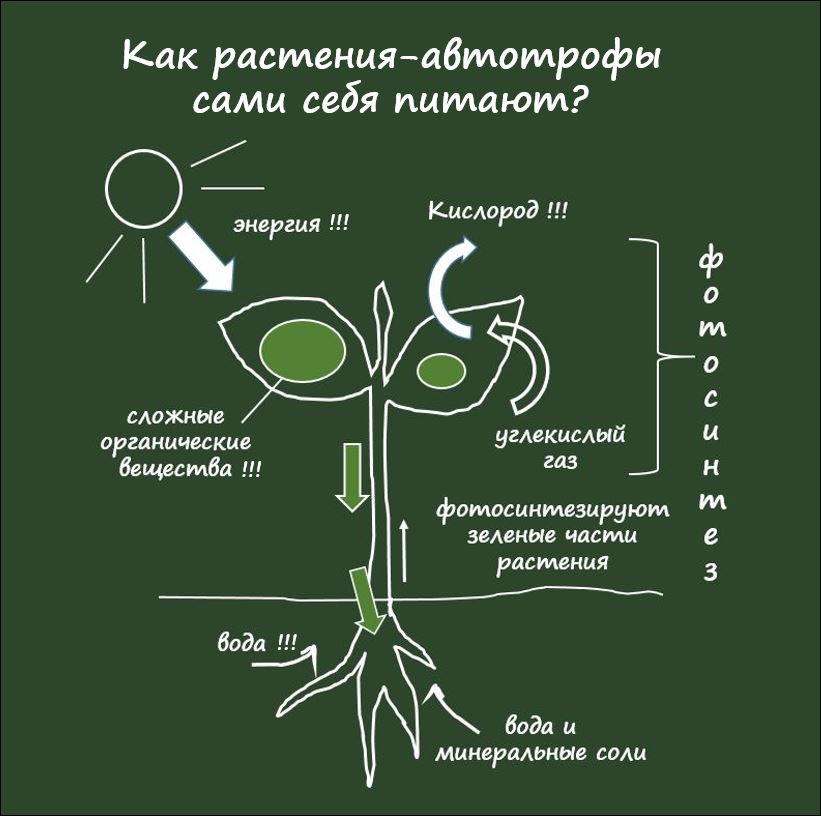 Как растения-автотрофы
сами себя питают?
энергия !!!
Кислород !!!
сложные
органические
вещества !!!
углекислый
газ
фотосинтез
фотосинтезируют
зеленые части
растения
вода !!!
вода и
минеральные соли